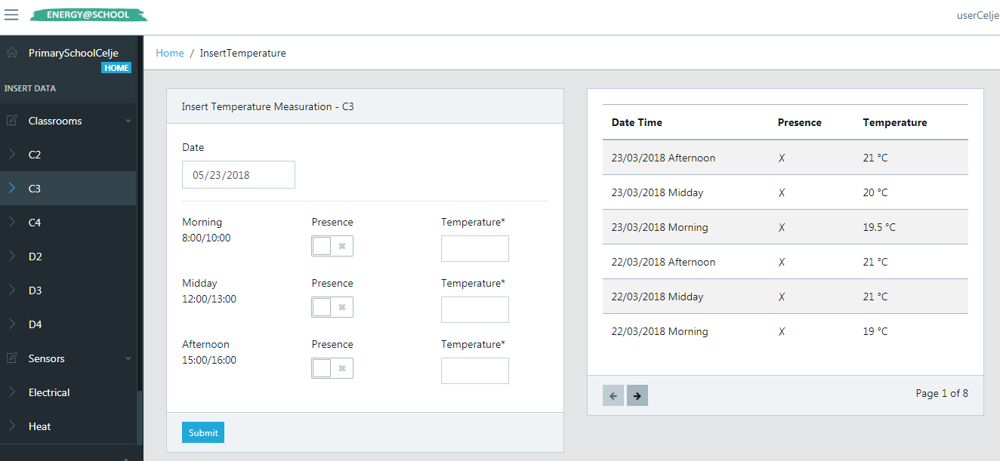 ENERGY@SCHOOL
userCelje
PrimarySchoolCelje
HOME
INSERT DATA
Classrooms
C2
C3
C4
D2
D3
D4
Sensors
Electrical
Heat
Home / InsertTemperature
Insert Temperature Measuration - C3
Date
05/23/2018
Morning Presence Temperature*
8:00/10:00
Midday Presence Temperature*
12:00/13:00
Afternoon Presence Temperature*
15:00/16:00
Submit
Date Time Presence Temperature
23/03/2018 Afternoon X 21 °C
23/03/2018 Midday X 20 °C
23/03/2018 Morning X 19.5 °C
22/03/2018 Afternoon X 21 °C
22/03/2018 Midday X 21 °C
22/03/2018 Morning X 19 °C
Page 1 of 8